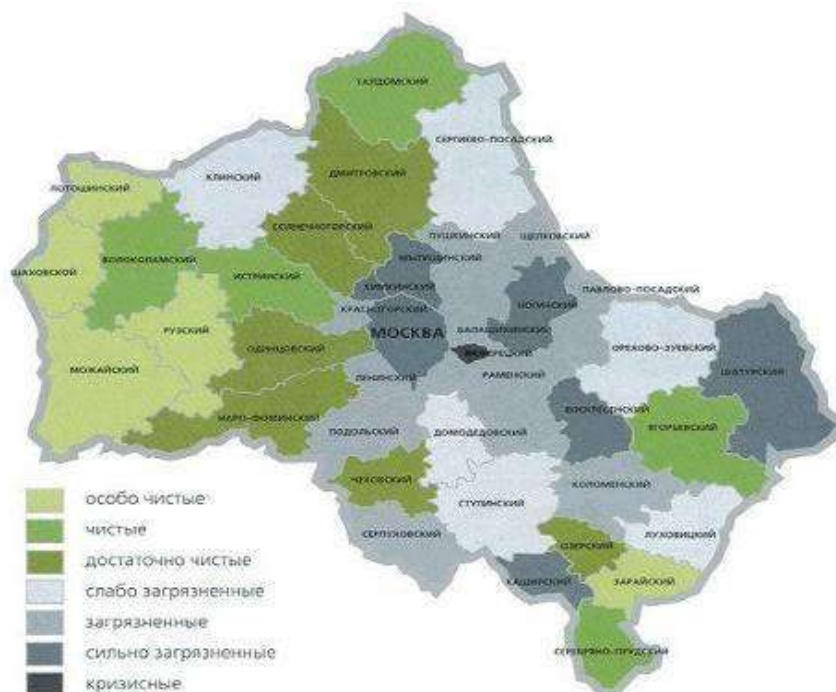 ТАЛДОМСКИЙ
СЕРГИЕВО-ПОСАДСКИЙ
КЛИНСКИЙ
ДМИТРОВСКИЙ
ЛОТОШИНСКИЙ
СОЛНЕЧНОГОРСКИЙ
ПУШКИНСКИЙ
ЩЕЛКОВСКИЙ
ШАХОВСКОЙ
ВОЛОКОЛАМСКИЙ
МЫТИЩИНСКИЙ
ИСТРИНСКИЙ
ХИМКИНСКИЙ
ПАВЛОВО-ПОСАДСКИЙ
НОГИНСКИЙ
КРАСНОГОРСКИЙ
РУЗСКИЙ
МОСКВА
БАЛАШИХИНСКИЙ
ОДИНЦОВСКИЙ
ОРЕХОВО-ЗУЕВСКИЙ
ЛЮБЕРЕЦКИЙ
МОЖАЙСКИЙ
ШАТУРСКИЙ
ЛЕНИНСКИЙ
РАМЕНСКИЙ
НАРО-ФОМИНСКИЙ
ВОСКРЕСЕНСКИЙ
ЕГОРЬЕВСКИЙ
ПОДОЛЬСКИЙ
ДОМОДЕДОВСКИЙ
ЧЕХОВСКИЙ
КОЛОМЕНСКИЙ
СТУПИНСКИЙ
СЕРПУХОВСКИЙ
ЛУХОВИЦКИЙ
ОЗЕРСКИЙ
КАШИРСКИЙ
ЗАРАЙСКИЙ
СЕРЕБРЯНО-ПРУДСКИЙ
особо чистые
чистые
достаточно чистые
слабо загрязненные
загрязненные
сильно загрязненные
кризисные